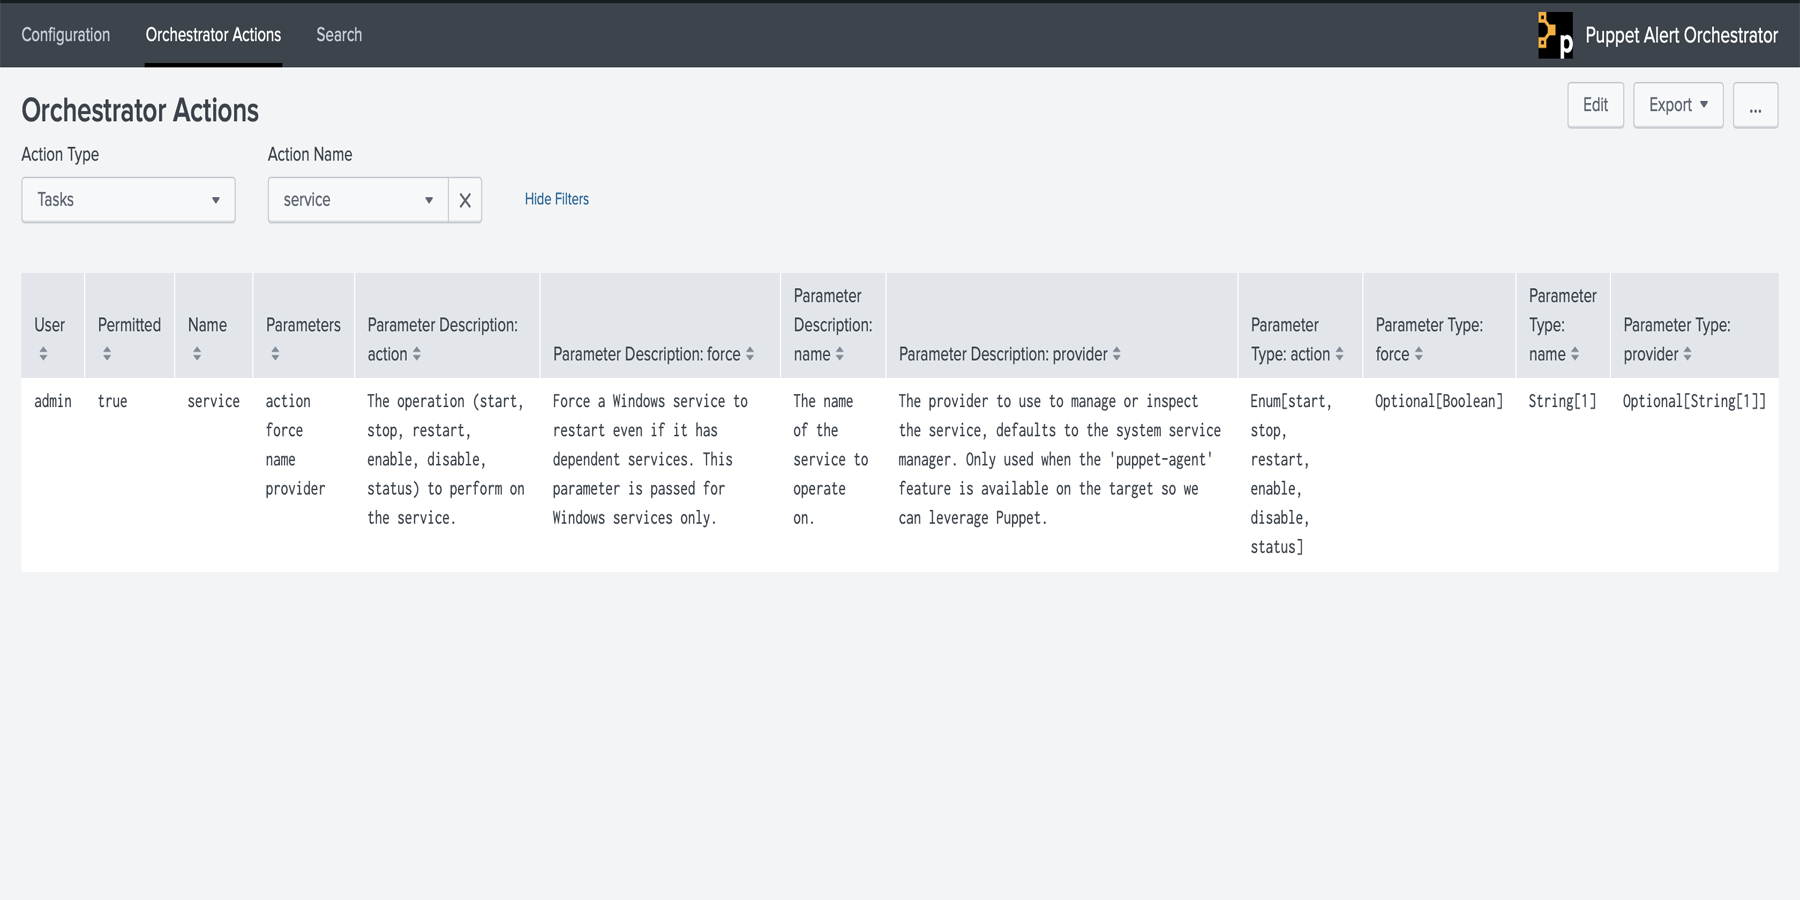 Configuration Orchestrator Actions Search
p Puppet Alert Orchestrator
Orchestrator Actions
Edit Export ...
Action Type
Tasks
Action Name
service X
Hide Filters
User
Permitted
Name
Parameters
Parameter Description:
action
Parameter Description: force
Parameter
Description:
name
Parameter Description: provider
Parameter
Type: action
Parameter Type:
force
Parameter
Type:
name
Parameter Type:
provider
admin
true
service
action
force
name
provider
The operation (start,
stop, restart,
enable, disable,
status) to perform on
the service.
Force a Windows service to
restart even if it has
dependent services. This
parameter is passed for
Windows services only.
The name
of the
service to
operate
on.
The provider to use to manage or inspect
the service, defaults to the system service
manager. Only used when the 'puppet-agent'
feature is available on the target so we
can leverage Puppet.
Enum[start,
stop,
restart,
enable,
disable,
status]
Optional[Boolean]
String[1]
Optional[String[1]]